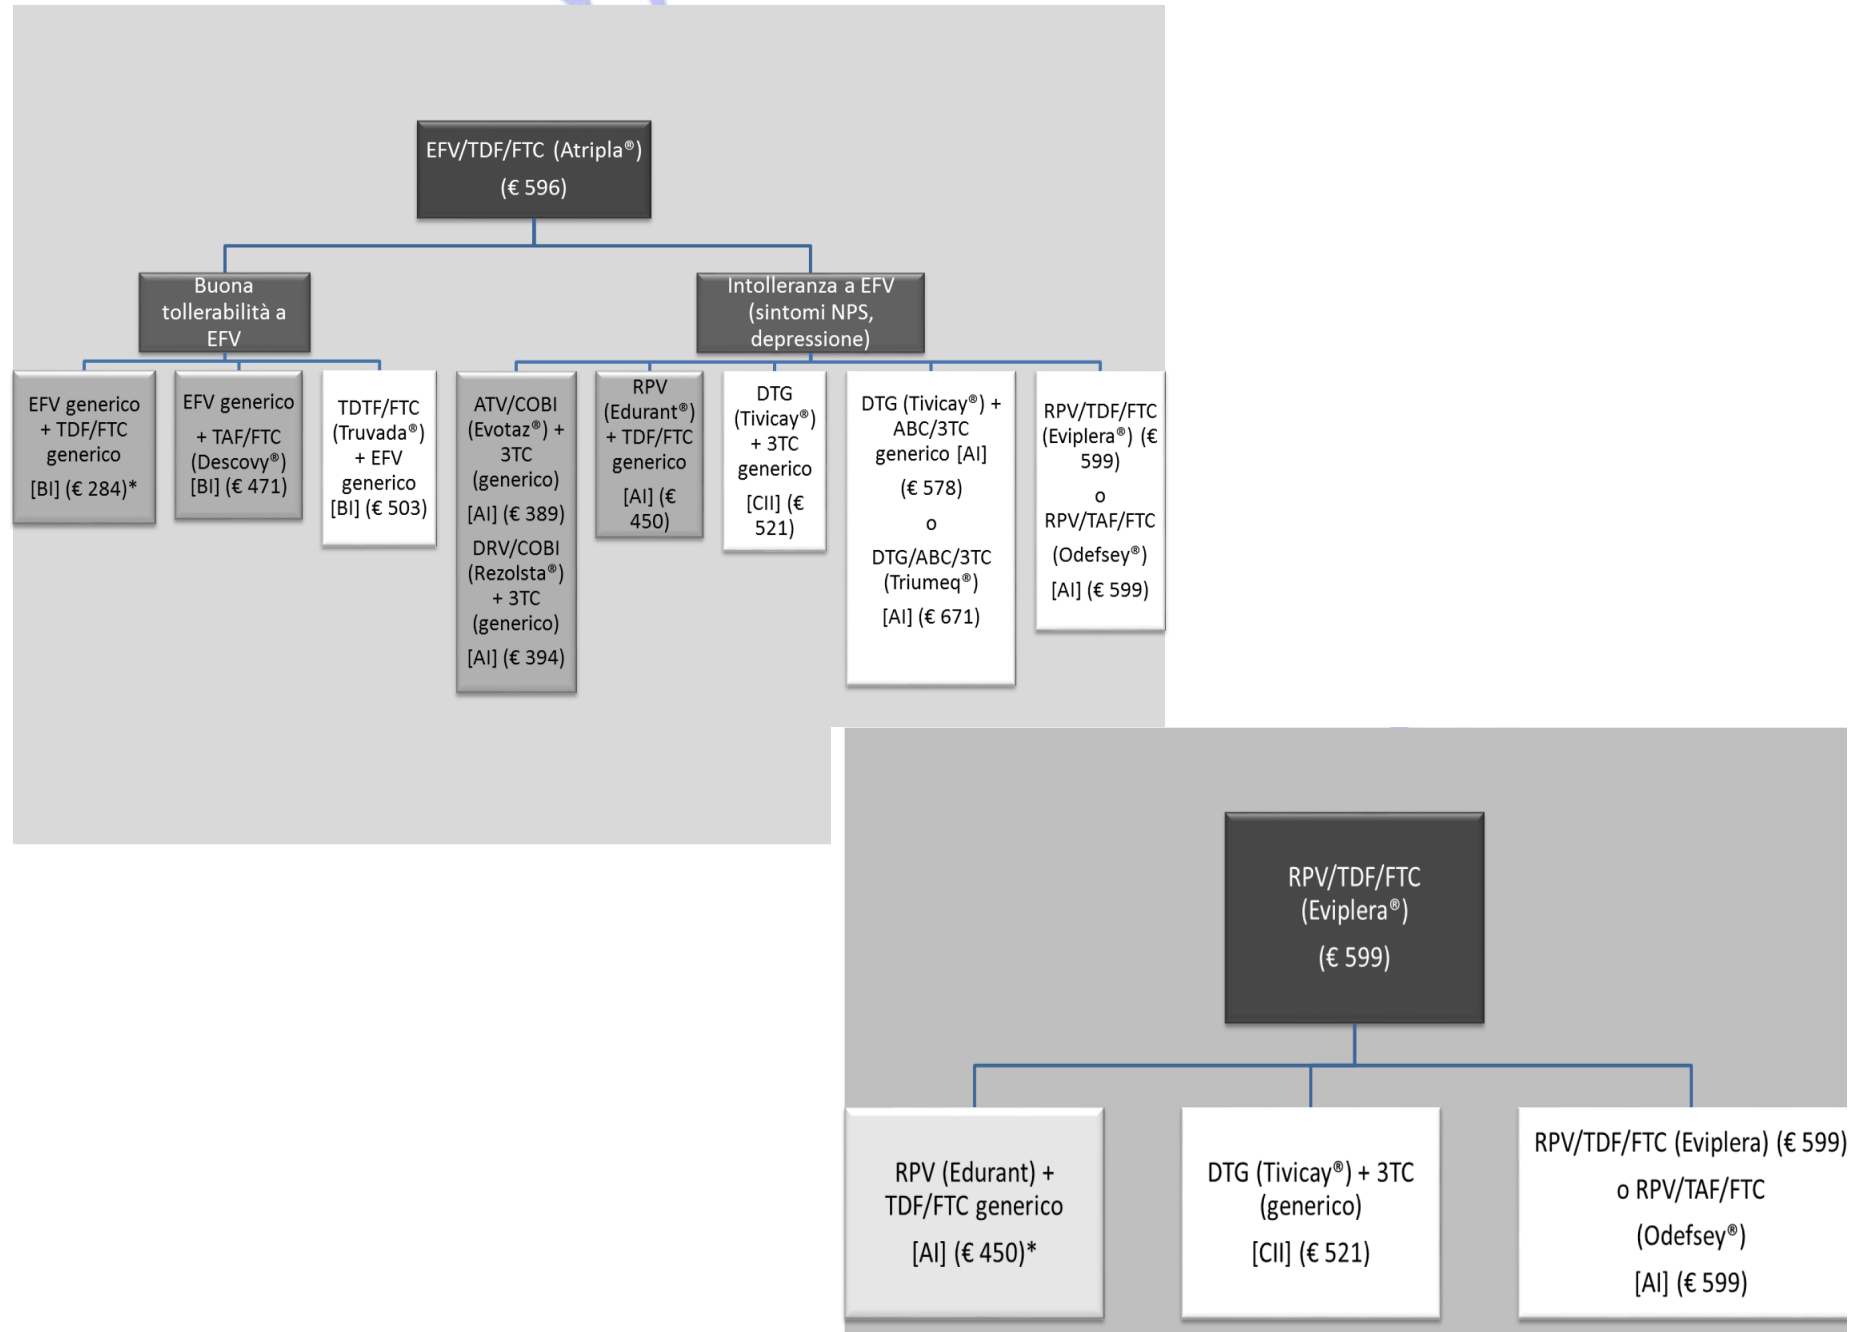 EFV/TDF/FTC (Atripla®)
(€ 596)
Buona
tollerabilità a
EFV
Intolleranza a EFV
(sintomi NPS,
depressione)
EFV generico
+ TDF/FTC
generico
[BI] (€ 284)*
EFV generico
+ TAF/FTC
(Descovy®)
[BI] (€ 471)
TDTF/FTC
(Truvada®)
+ EFV
generico
[BI] (€ 503)
ATV/COBI
(Evotaz®) +
3TC
(generico)
[AI] (€ 389)
DRV/COBI
(Rezolsta®)
+ 3TC
(generico)
[AI] (€ 394)
RPV
(Edurant®)
+ TDF/FTC
generico
[AI] (€
450)
DTG
(Tivicay®)
+ 3TC
generico
[CII] (€
521)
DTG (Tivicay®) +
ABC/3TC
generico [AI]
(€ 578)
o
DTG/ABC/3TC
(Triumeq®)
[AI] (€ 671)
RPV/TDF/FTC
(Eviplera®) (€
599)
o
RPV/TAF/FTC
(Odefsey®)
[AI] (€ 599)
RPV/TDF/FTC
(Eviplera®)
(€ 599)
RPV (Edurant) +
TDF/FTC generico
[AI] (€ 450)*
DTG (Tivicay®) + 3TC
(generico)
[CII] (€ 521)
RPV/TDF/FTC (Eviplera) (€ 599)
o RPV/TAF/FTC
(Odefsey®)
[AI] (€ 599)